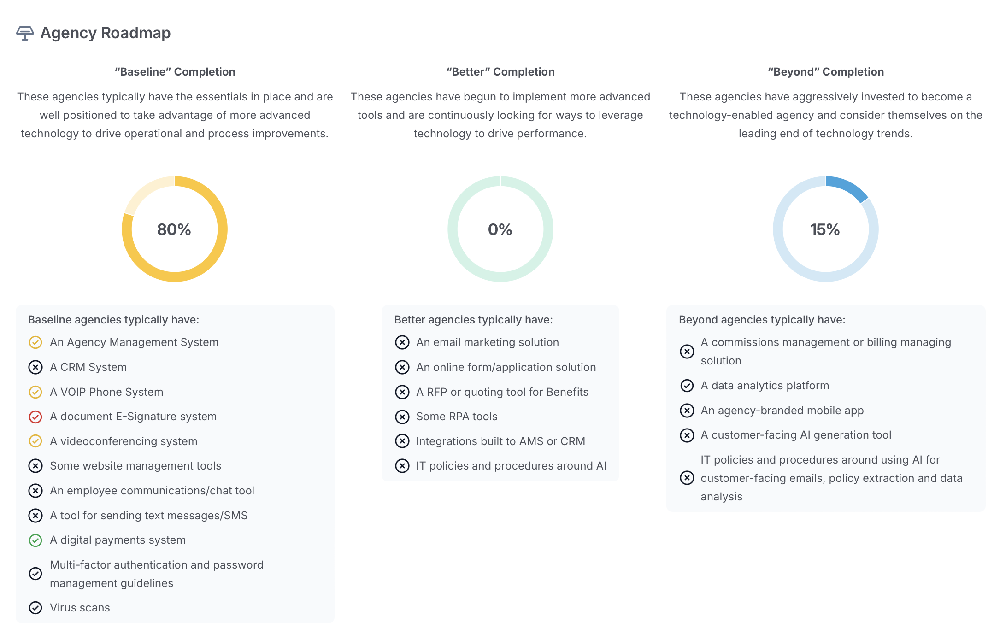 Agency Roadmap
“Baseline” Completion
These agencies typically have the essentials in place and are
well positioned to take advantage of more advanced
technology to drive operational and process improvements.
80%
Baseline agencies typically have:
An Agency Management System
A CRM System
A VOIP Phone System
A document E-Signature system
A videoconferencing system
Some website management tools
An employee communications/chat tool
A tool for sending text messages/SMS
A digital payments system
Multi-factor authentication and password
management guidelines
Virus scans
“Better” Completion
These agencies have begun to implement more advanced
tools and are continuously looking for ways to leverage
technology to drive performance.
0%
Better agencies typically have:
An email marketing solution
An online form/application solution
A RFP or quoting tool for Benefits
Some RPA tools
Integrations built to AMS or CRM
IT policies and procedures around AI
“Beyond” Completion
These agencies have aggressively invested to become a
technology-enabled agency and consider themselves on the
leading end of technology trends.
15%
Beyond agencies typically have:
A commissions management or billing managing
solution
A data analytics platform
An agency-branded mobile app
A customer-facing AI generation tool
IT policies and procedures around using AI for
customer-facing emails, policy extraction and data
analysis